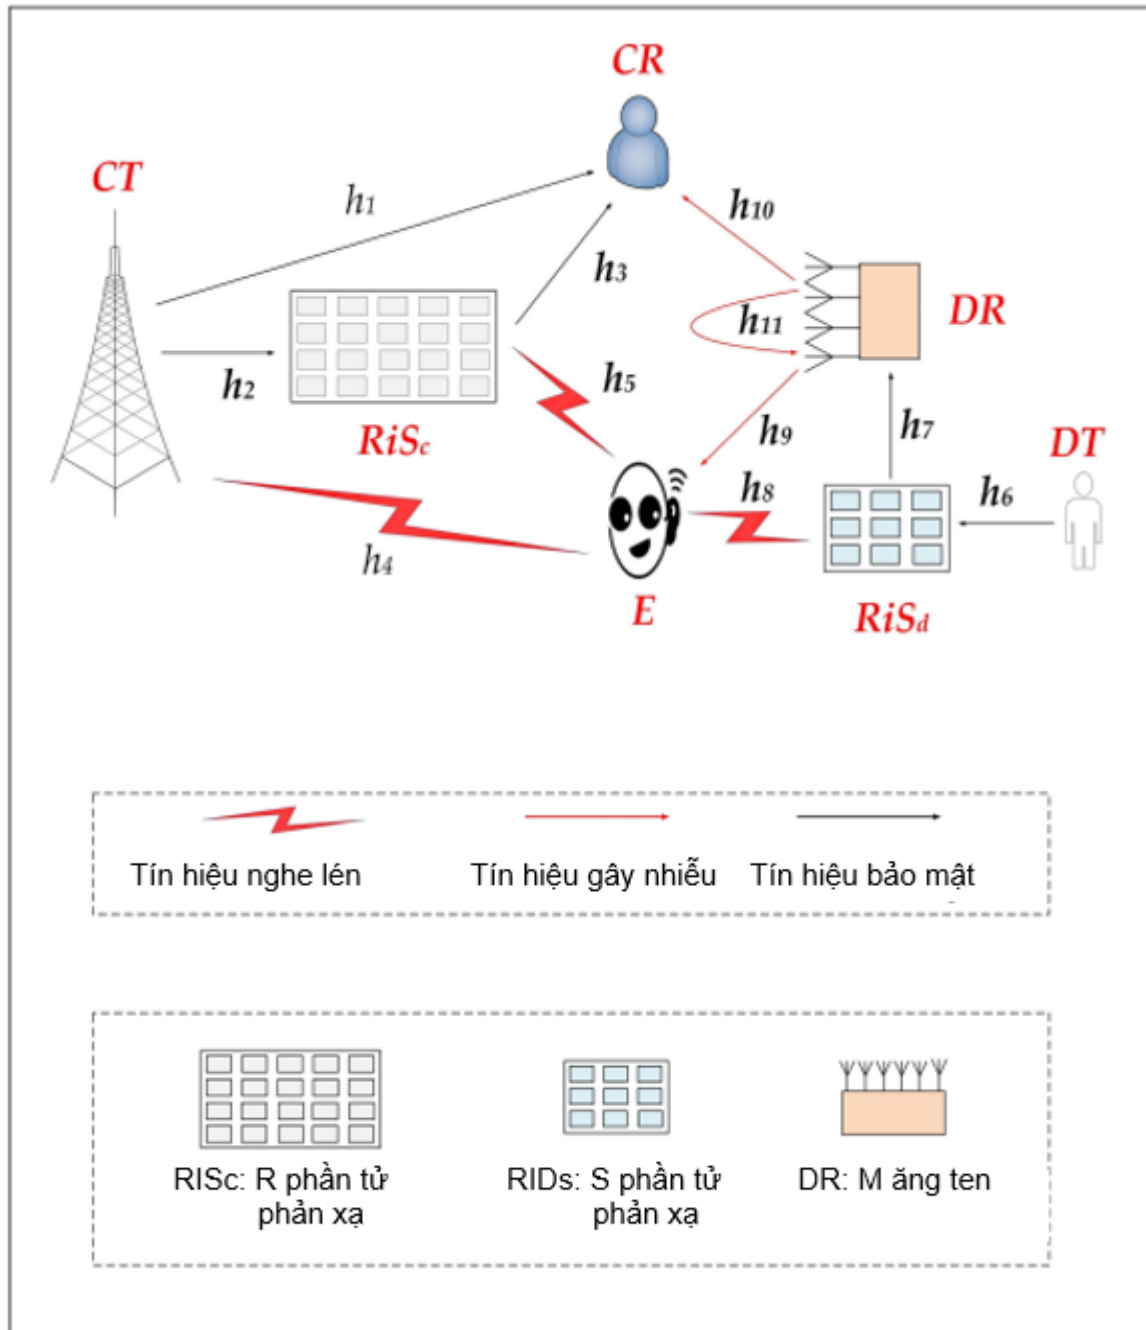 CR
CT
h1
h10
h3
DR
h11
h2
h5
RiSc
h9
h7
DT
h8
h6
h4
E
RiSd
Tín hiệu nghe lén
Tín hiệu gây nhiễu
Tín hiệu bảo mật
RISc: R phần tử
phản xạ
RIDs: S phần tử
phản xạ
DR: M ăng ten